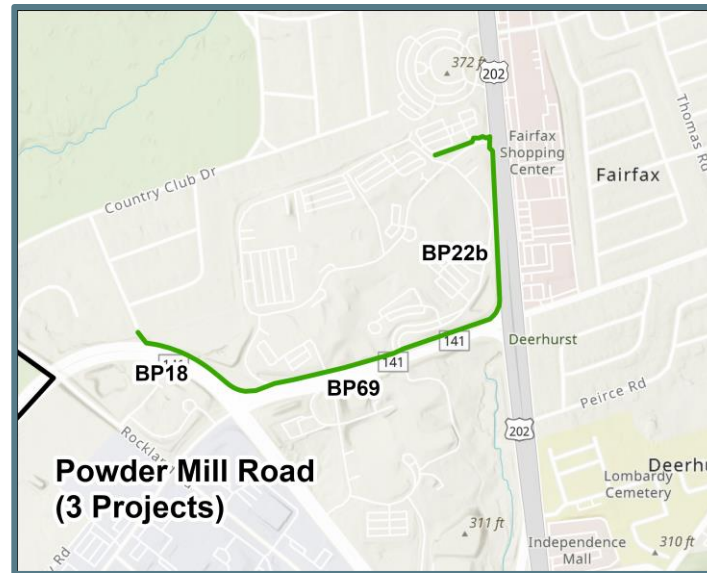 372 ft
202
Fairfax
Shopping
Center
Fairfax
Thomas Rd
Country Club Dr
BP22b
141
141
Deerhurst
BP18
BP69
Peirce Rd
202
Powder Mill Road
(3 Projects)
Deerhu
Lombardy
Cemetery
311 ft
Independence
Mall
310 ft
Rd